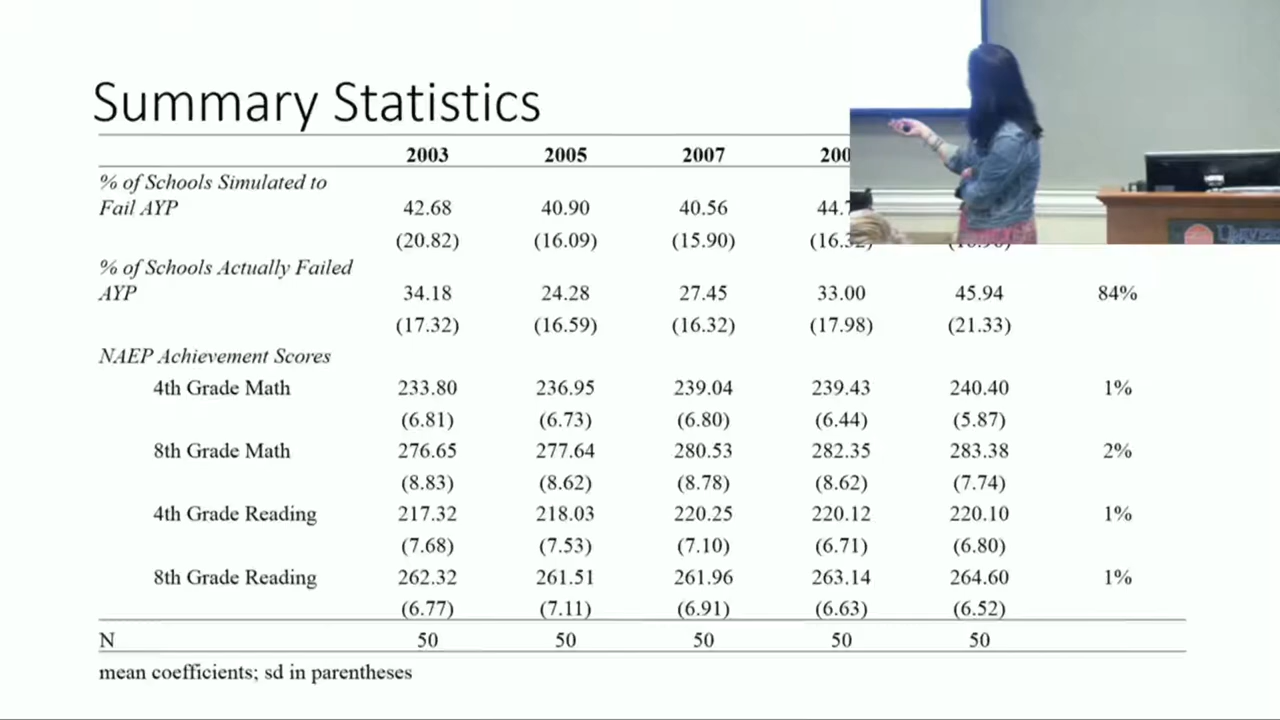 Summary Statistics
2003 2005 2007 200
% of Schools Simulated to
Fail AYP 42.68 40.90 40.56 44.
(20.82) (16.09) (15.90)
% of Schools Actually Failed
AYP 34.18 24.28 27.45 33.00 45.94 84%
(17.32) (16.59) (16.32) (17.98) (21.33)
NAEP Achievement Scores
4th Grade Math 233.80 236.95 239.04 239.43 240.40 1%
(6.81) (6.73) (6.80) (6.44) (5.87)
8th Grade Math 276.65 277.64 280.53 282.35 283.38 2%
(8.83) (8.62) (8.78) (8.62) (7.74)
4th Grade Reading 217.32 218.03 220.25 220.12 220.10 1%
(7.68) (7.53) (7.10) (6.71) (6.80)
8th Grade Reading 262.32 261.51 261.96 263.14 264.60 1%
(6.77) (7.11) (6.91) (6.63) (6.52)
N 50 50 50 50 50
mean coefficients; sd in parentheses